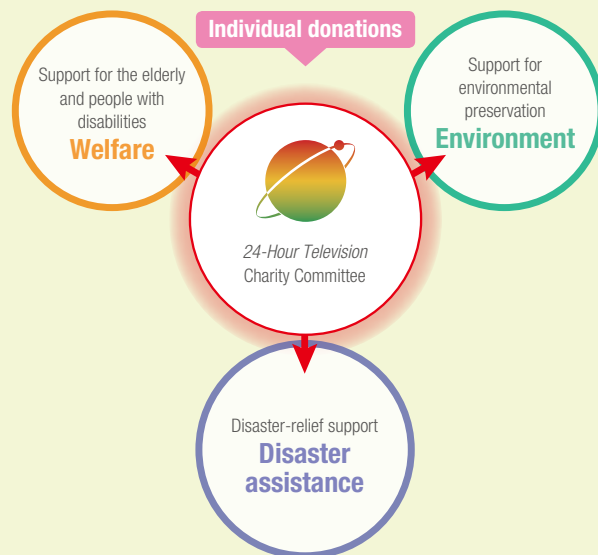 Individual donations
Support for the elderly
and people with
disabilities
Welfare
Support for
environmental
preservation
Environment
24-Hour Television
Charity Committee
Disaster-relief support
Disaster
assistance